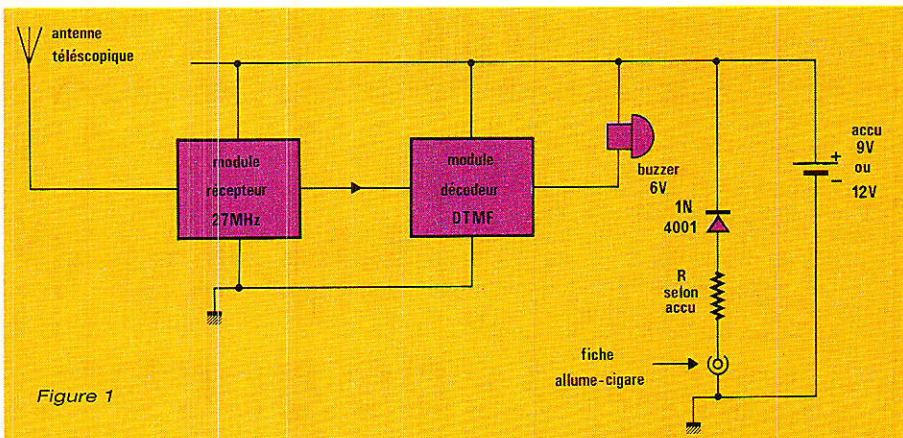 antenne
téléscopique
module
récepteur
27MHz
module
décodeur
DTMF
buzzer
6V
1N
4001
R
selon
accu
fiche
allume-cigare
accu
9V
ou
12V
+
−
Figure 1